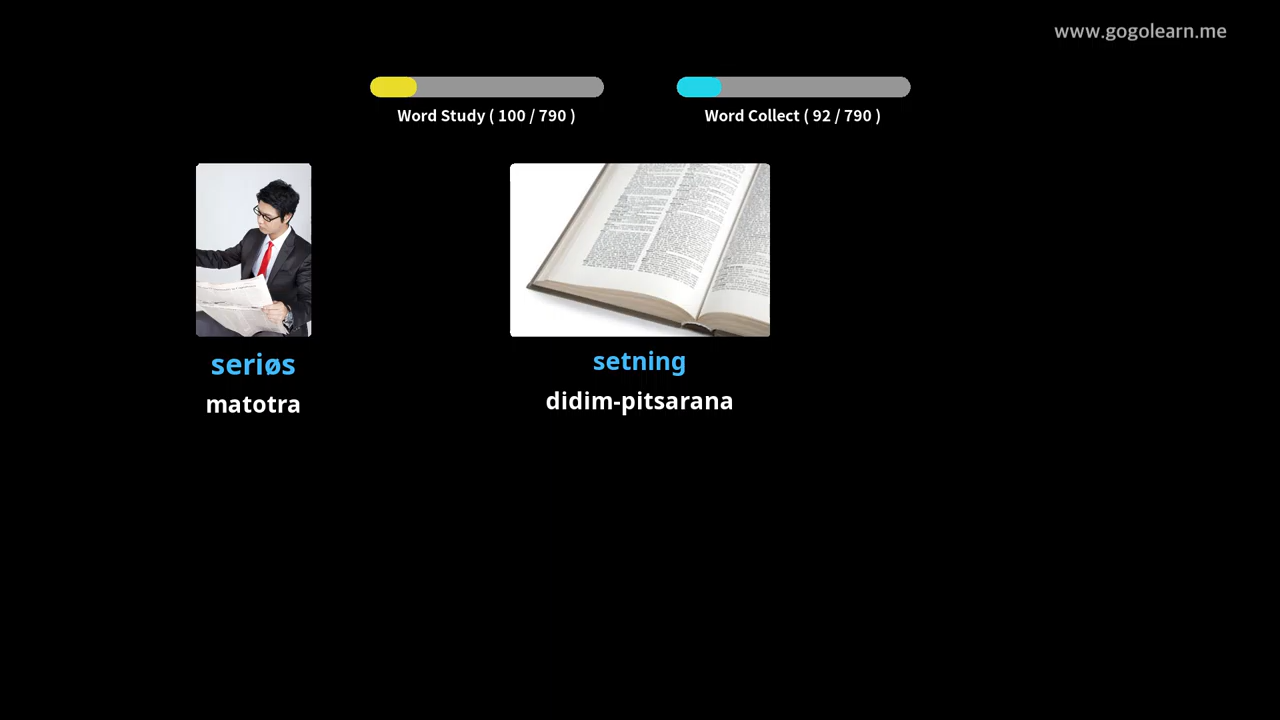 www.gogolearn.me
Word Study ( 100 / 790 )
Word Collect ( 92 / 790 )
seriøs
matotra
setning
didim-pitsarana